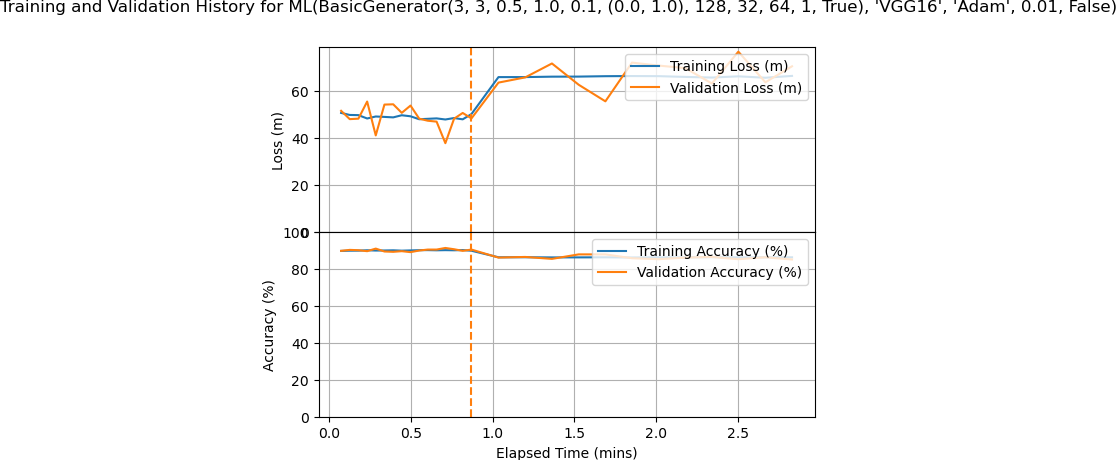 Training and Validation History for ML(BasicGenerator(3, 3, 0.5, 1.0, 0.1, (0.0, 1.0), 128, 32, 64, 1, True), 'VGG16', 'Adam', 0.01, False)
Training Loss (m)
Validation Loss (m)
60
40
20
0
Loss (m)
Training Accuracy (%)
Validation Accuracy (%)
100
80
60
40
20
0
Accuracy (%)
0.0 0.5 1.0 1.5 2.0 2.5
Elapsed Time (mins)